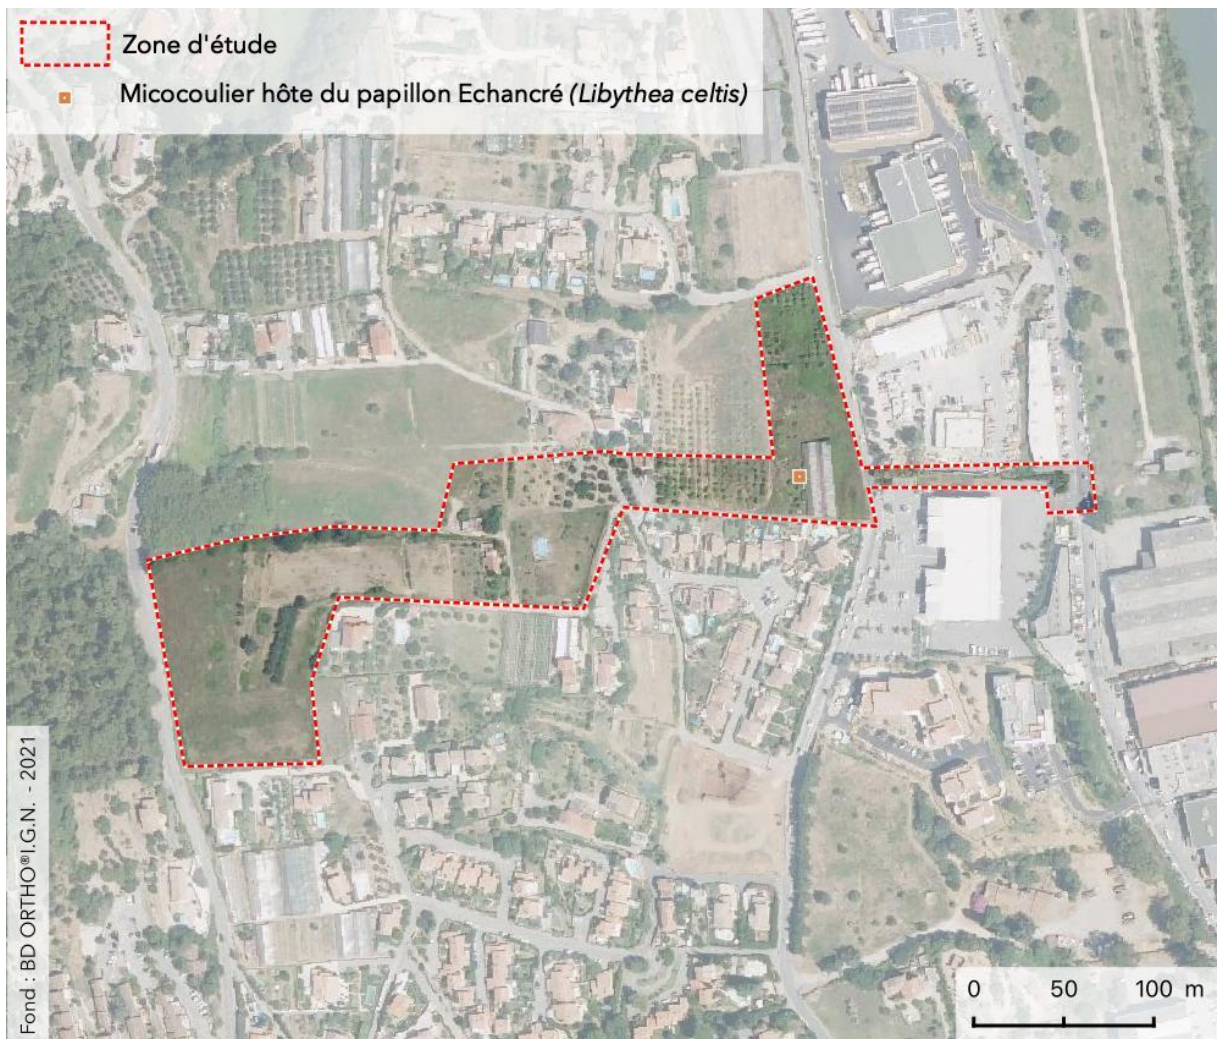 Zone d'étude
Micocoulier hôte du papillon Echancré (Libythea celtis)
Fond : BD ORTHO®I.G.N. - 2021
0 50 100 m